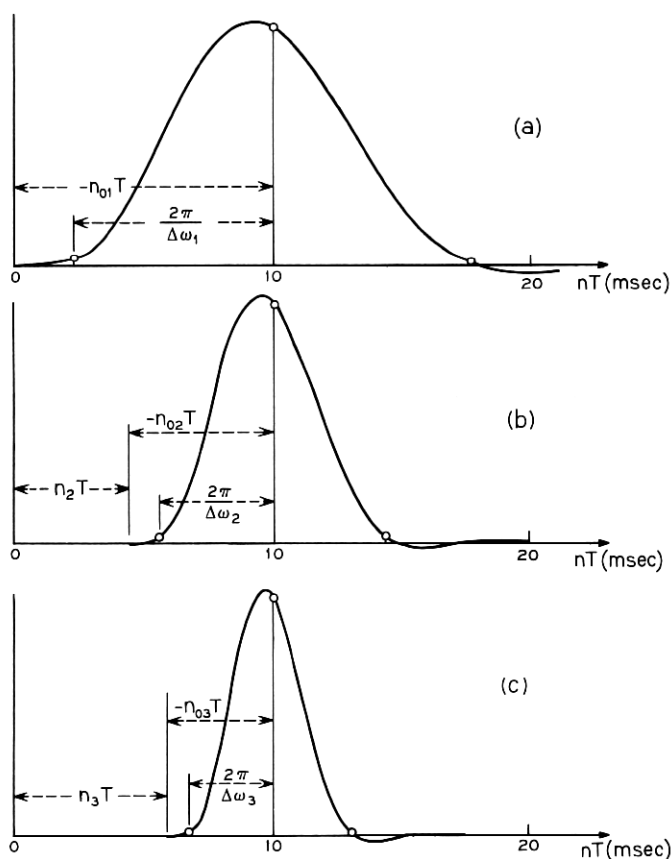 (a)
-n₀₁T
2π
Δω₁
0 10 20
nT(msec)
(b)
-n₀₂T
n₂T
2π
Δω₂
0 10 20
nT(msec)
(c)
-n₀₃T
n₃T
2π
Δω₃
0 10 20
nT(msec)